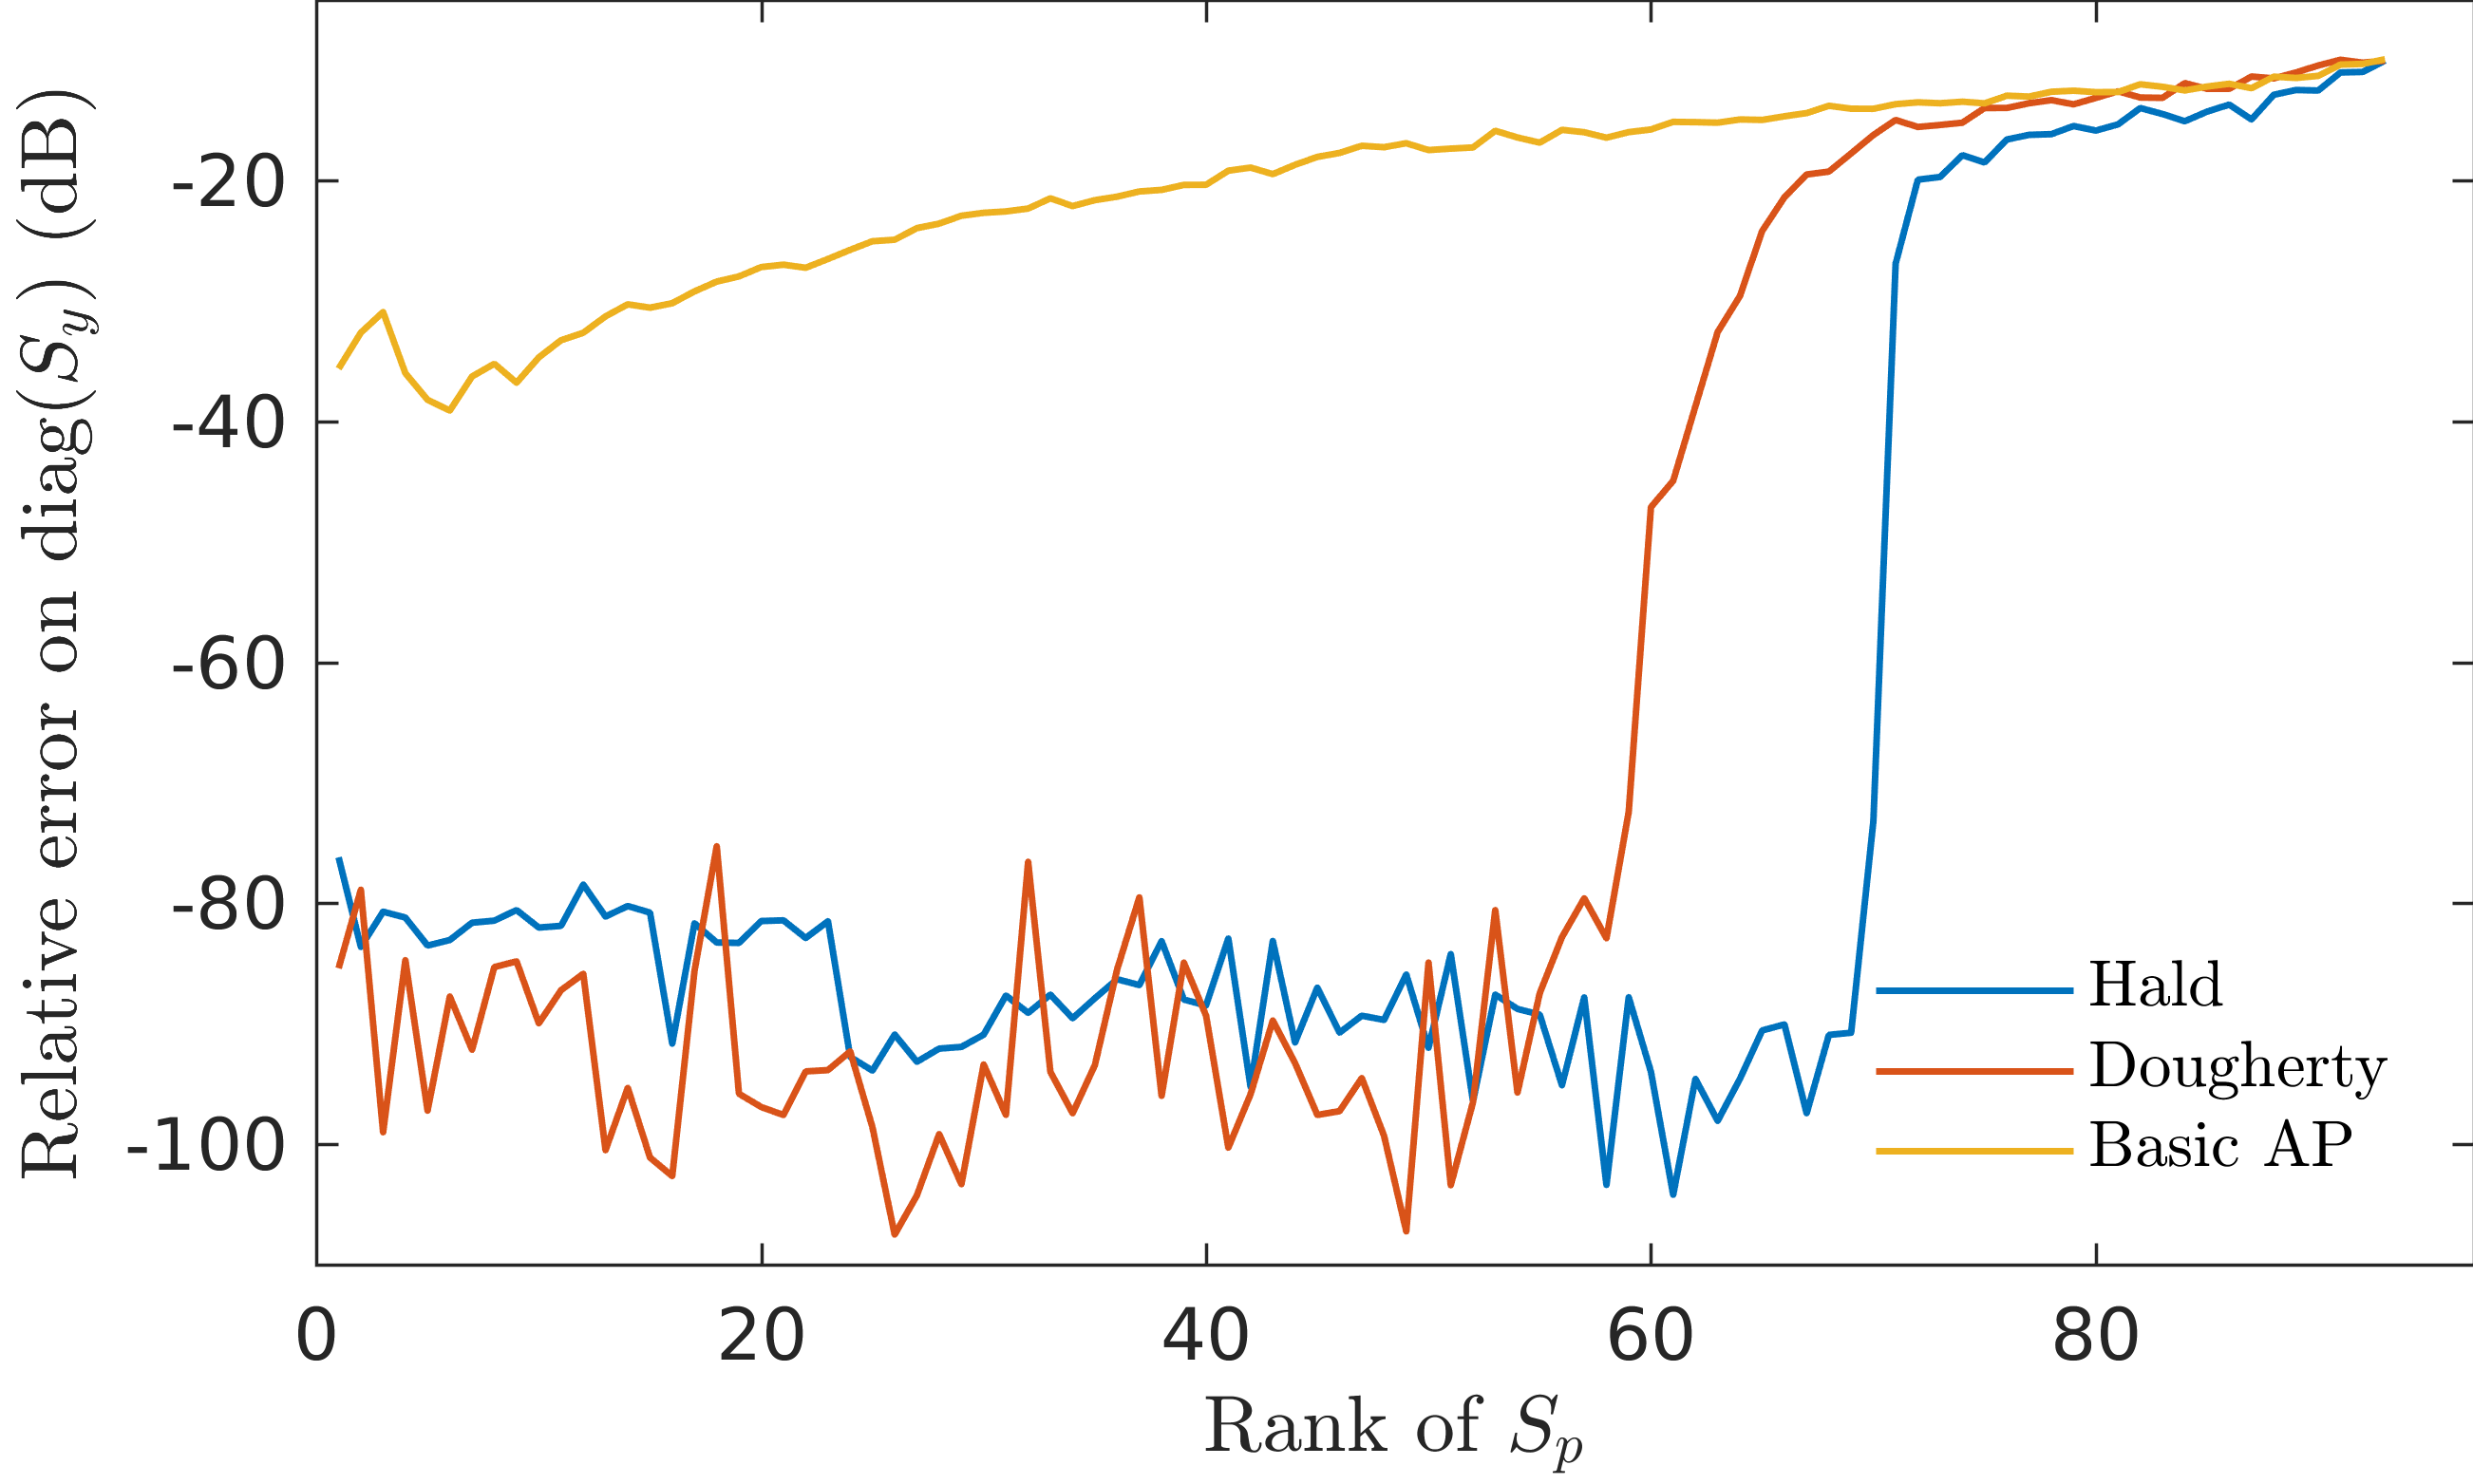 Relative error on diag(S_y) (dB)
-20
-40
-60
-80
-100
0 20 40 60 80
Rank of S_p
Hald
Dougherty
Basic AP